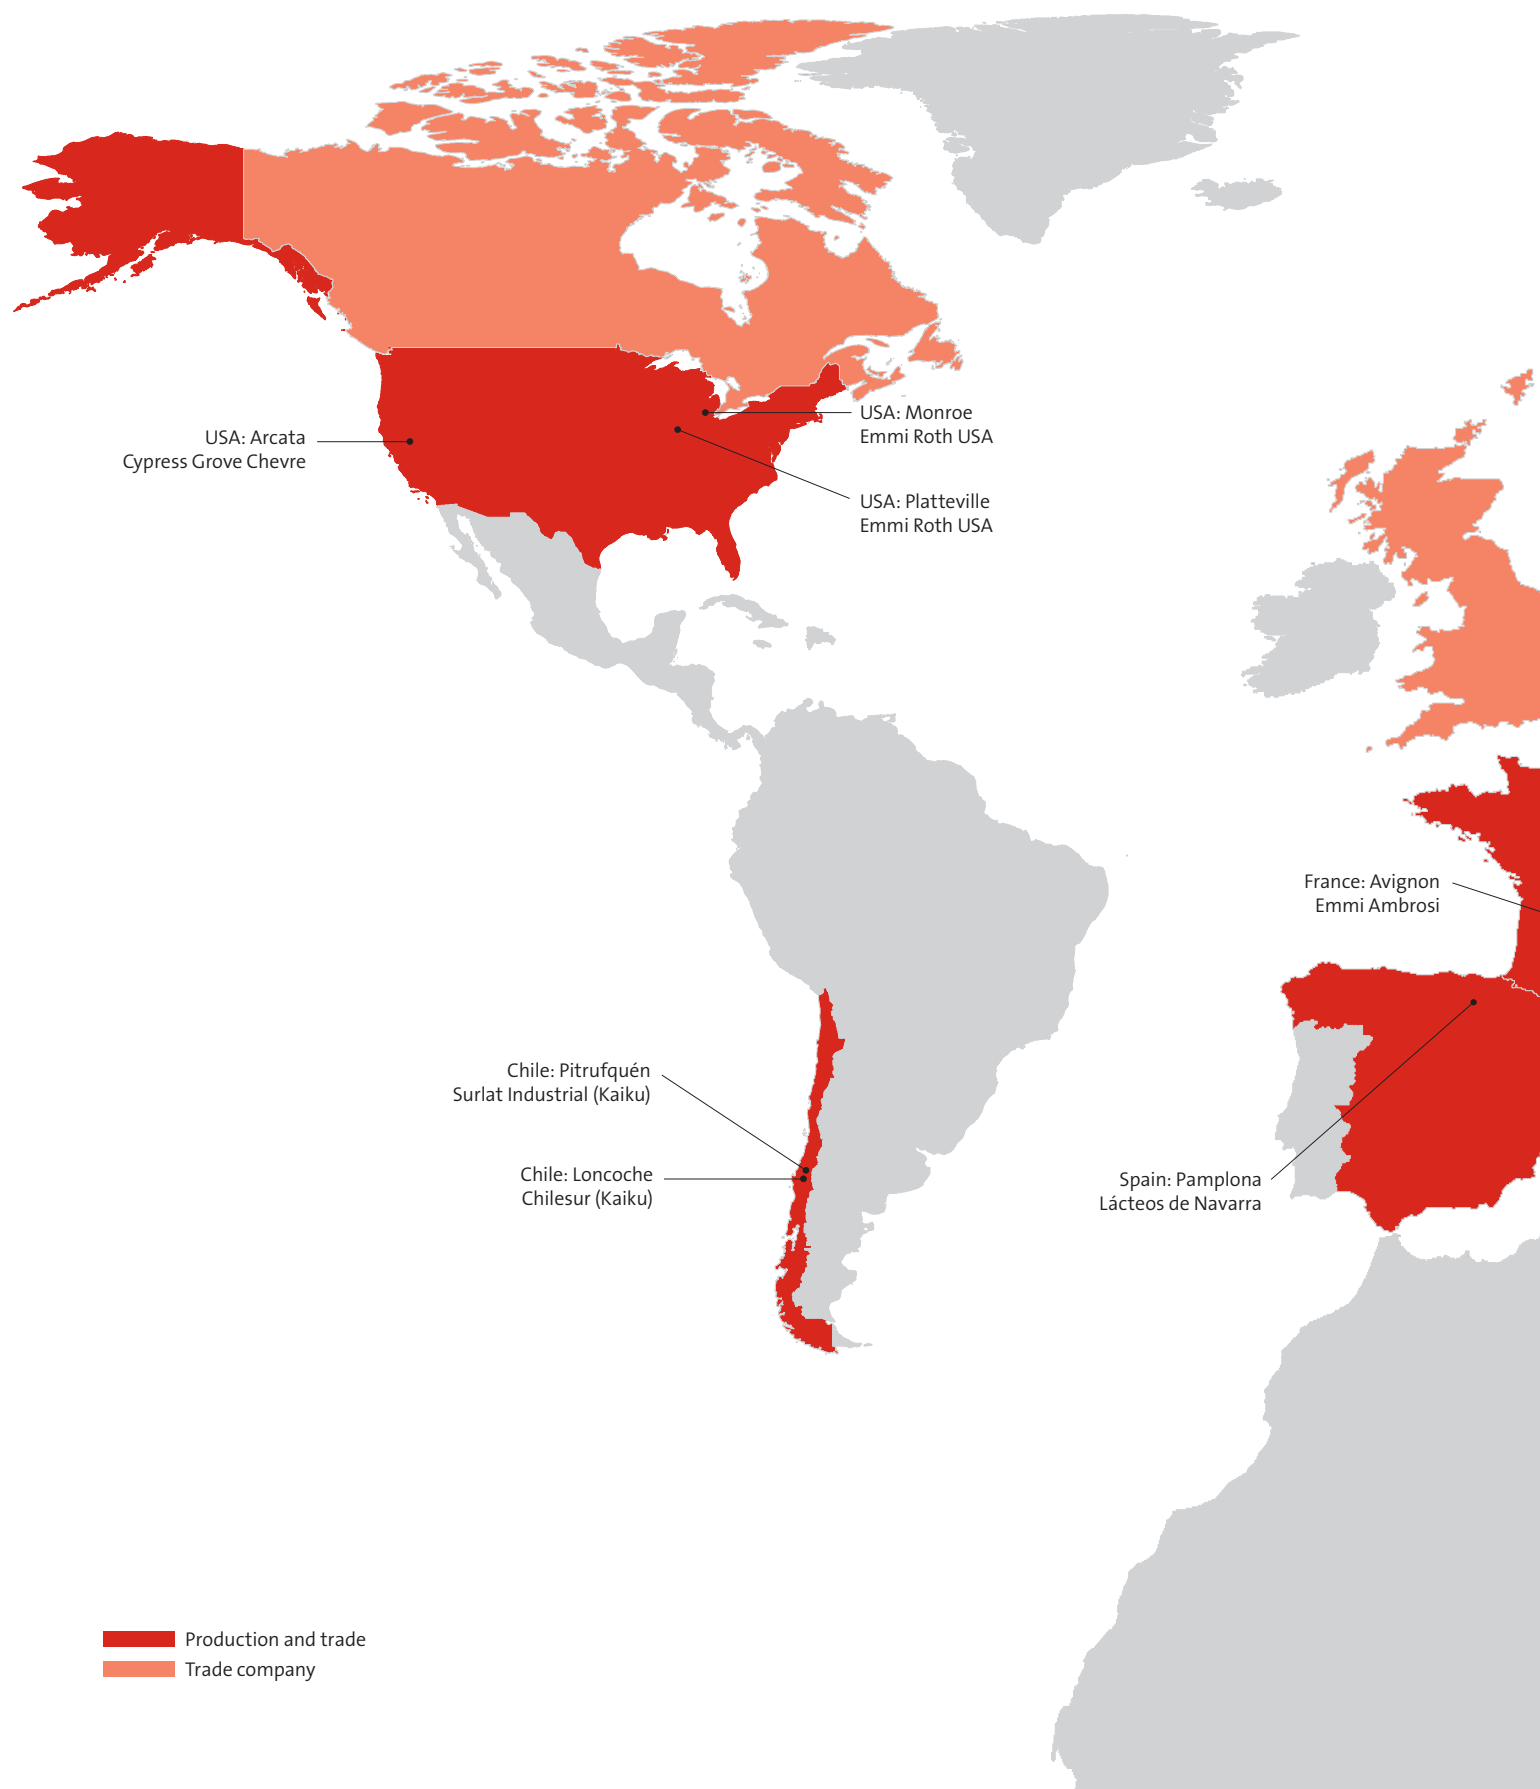 USA: Arcata
Cypress Grove Chevre
USA: Monroe
Emmi Roth USA
USA: Platteville
Emmi Roth USA
France: Avignon
Emmi Ambrosi
Chile: Pitrufquén
Surlat Industrial (Kaiku)
Chile: Loncoche
Chilesur (Kaiku)
Spain: Pamplona
Lácteos de Navarra
Production and trade
Trade company